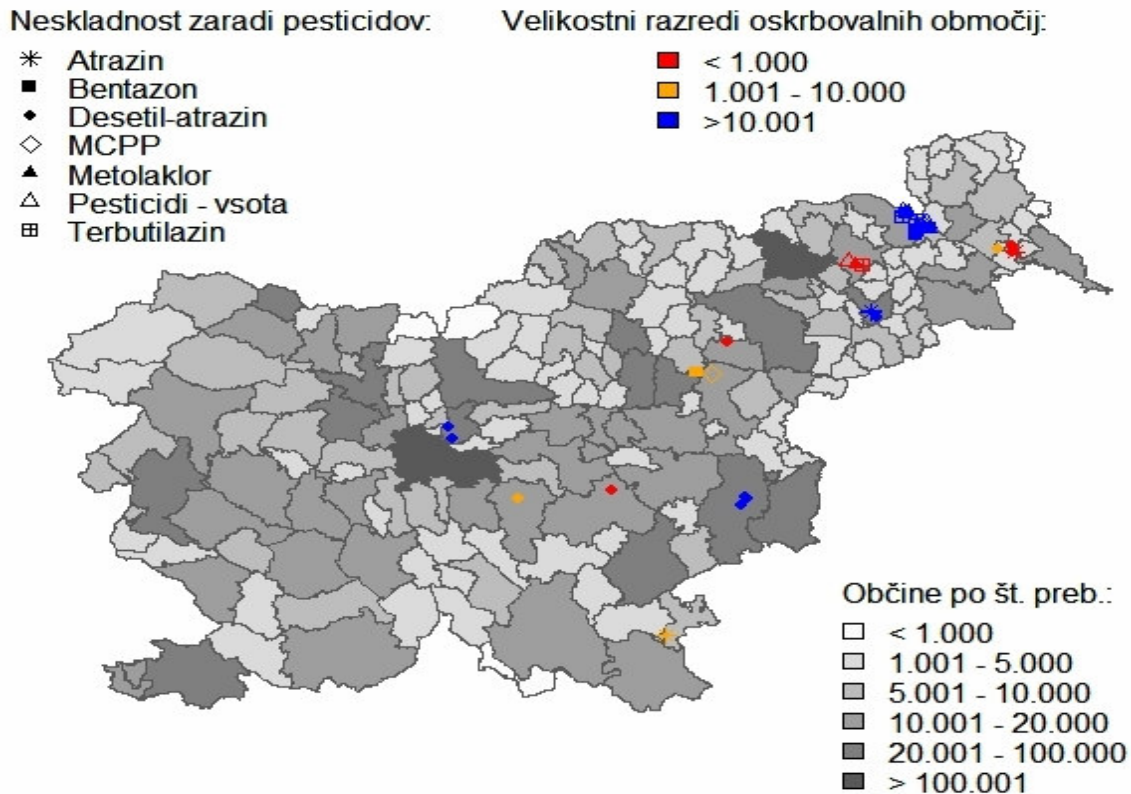 Neskladnost zaradi pesticidov:
Atrazin
Bentazon
Desetil-atrazin
MCPP
Metolaklor
Pesticidi - vsota
Terbutilazin
Velikostni razredi oskrbovalnih območij:
< 1.000
1.001 - 10.000
>10.001
Občine po št. preb.:
< 1.000
1.001 - 5.000
5.001 - 10.000
10.001 - 20.000
20.001 - 100.000
> 100.001